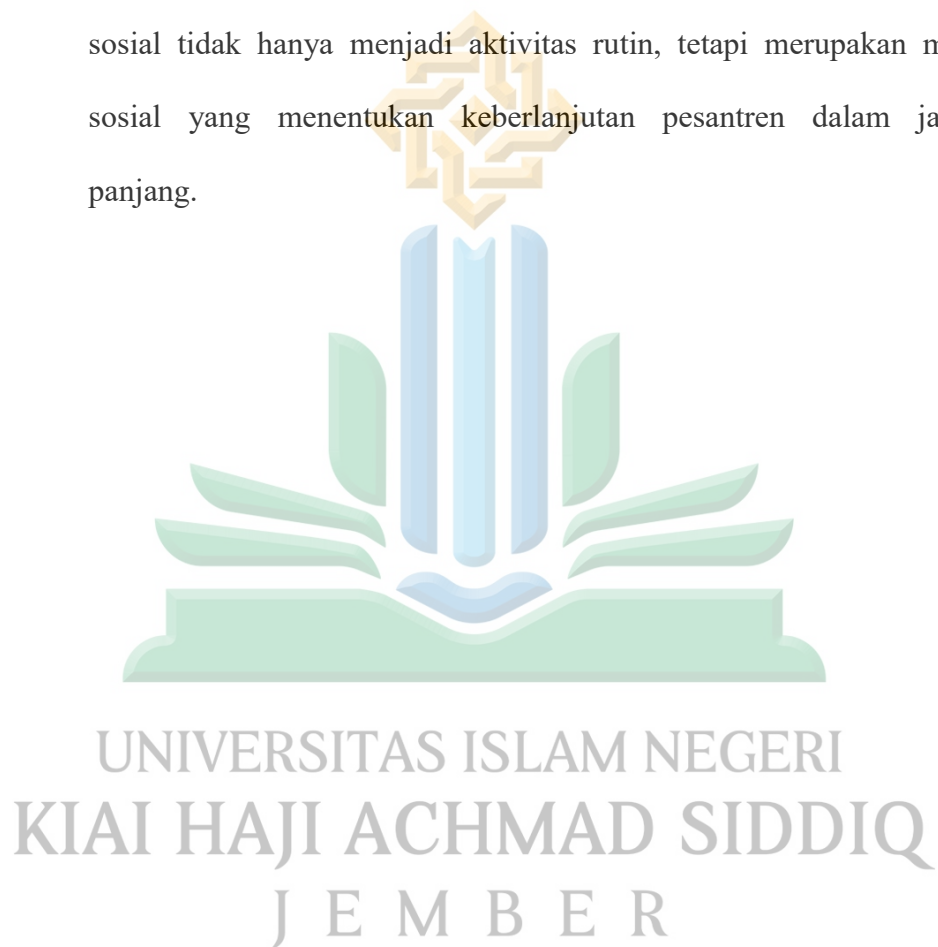 sosial tidak hanya menjadi aktivitas rutin, tetapi merupakan
sosial yang menentukan keberlanjutan pesantren dalam
panjang.
UNIVERSITAS ISLAM NEGERI
KIAI HAJI ACHMAD SIDDIQ
JEMBER